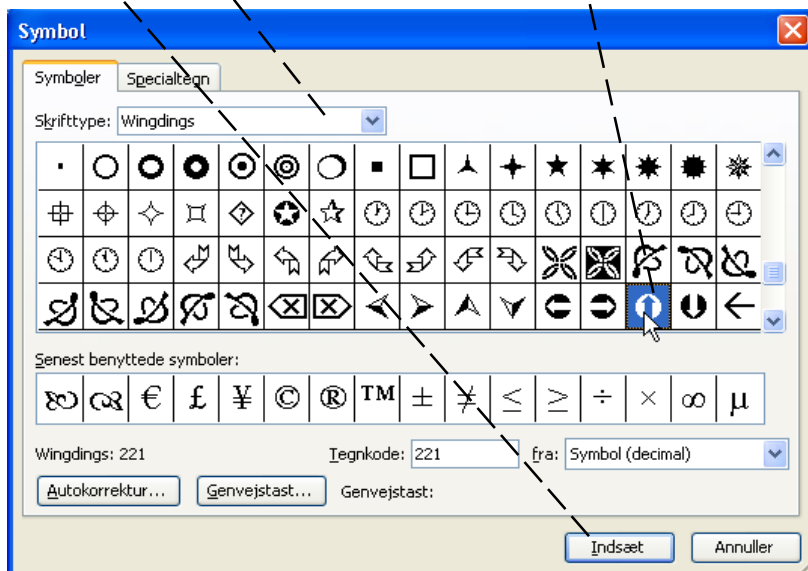 Symbol
Symboler Specialtegn
Skrifttype: Wingdings
Senest benyttede symboler:
€ £ ¥ © ® ™ ± ≠ ≤ ≥ ÷ × ∞ µ
Wingdings: 221 Tegnkode: 221 fra: Symbol (decimal)
Autokorrektur... Genvejstast... Genvejstast:
Indsæt Annuller